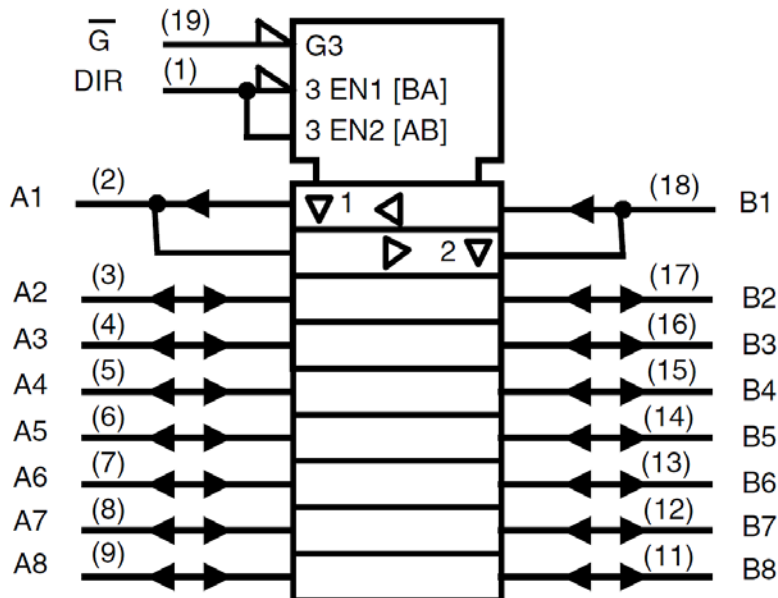 G̅ (19) G3
DIR (1) 3 EN1 [BA]
3 EN2 [AB]
A1 (2) 1 (18) B1
2
A2 (3) (17) B2
A3 (4) (16) B3
A4 (5) (15) B4
A5 (6) (14) B5
A6 (7) (13) B6
A7 (8) (12) B7
A8 (9) (11) B8